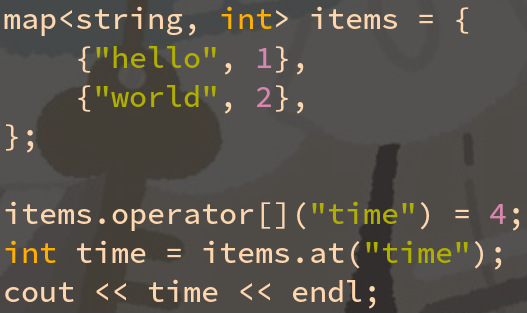 map<string, int> items = {
    {"hello", 1},
    {"world", 2},
};

items.operator[]("time") = 4;
int time = items.at("time");
cout << time << endl;